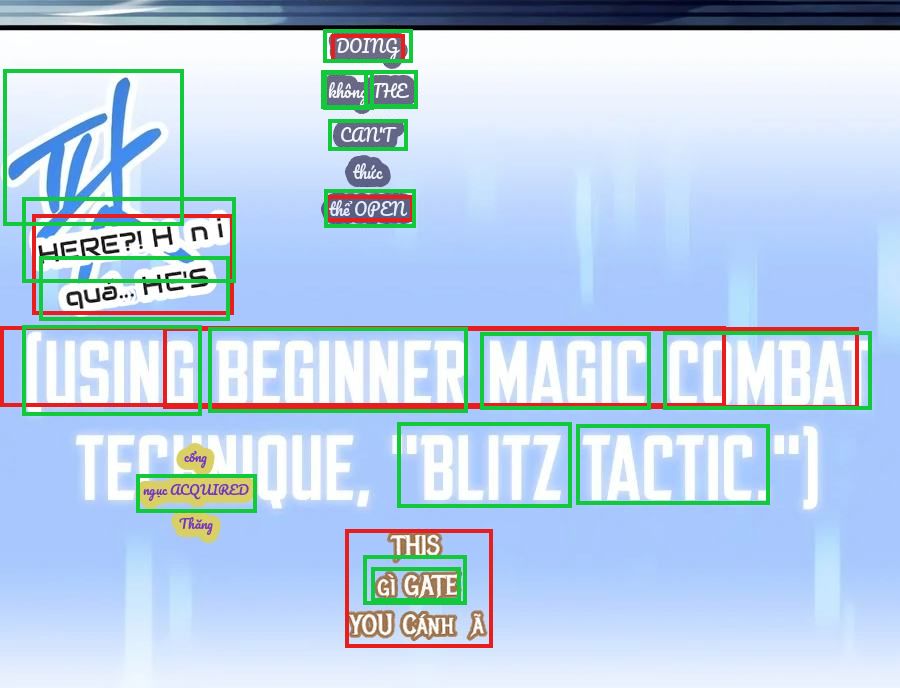 DOING
không THE
CAN'T
thức
thể OPEN
HERE?! H n i
quá... HE'S
(USING BEGINNER MAGIC COMBAT
TECHNIQUE, "BLITZ TACTIC.")
cổng
ngục ACQUIRED
Thăng
THIS
GÌ GATE
YOU CÁNH Ã